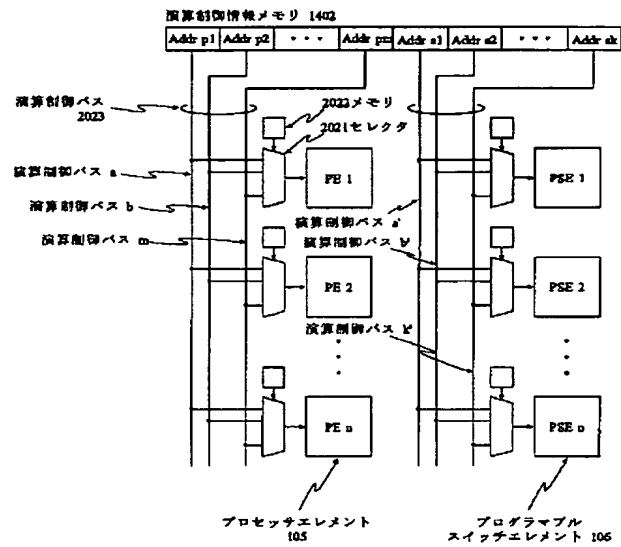 演算制御情報メモリ 1402
Addr p1 Addr p2 ・・・ Addr pm Addr s1 Addr s2 ・・・ Addr sk
演算制御バス
2023
2022メモリ
2021セレクタ
演算制御バス a
PE 1
PSE 1
演算制御バス b
演算制御バス a'
演算制御バス b'
演算制御バス m
PE 2
PSE 2
演算制御バス k'
PE n
PSE n
プロセッサエレメント
105
プログラマブル
スイッチエレメント 106